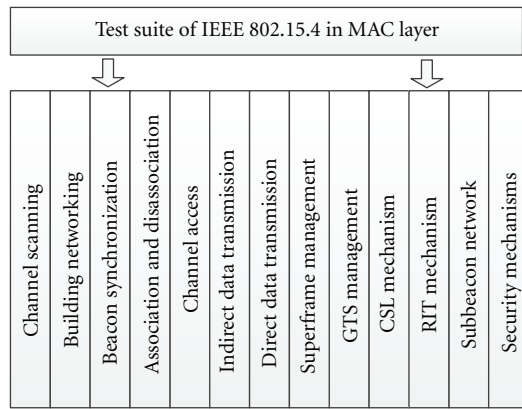 Test suite of IEEE 802.15.4 in MAC layer
Channel scanning
Building networking
Beacon synchronization
Association and disassociation
Channel access
Indirect data transmission
Direct data transmission
Superframe management
GTS management
CSL mechanism
RIT mechanism
Subbeacon network
Security mechanisms